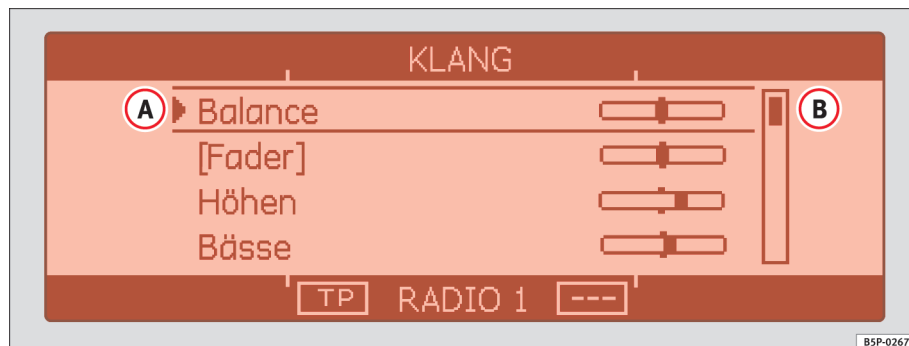 KLANG
A Balance B
[Fader]
Höhen
Bässe
TP RADIO 1 ---
B5P-0267